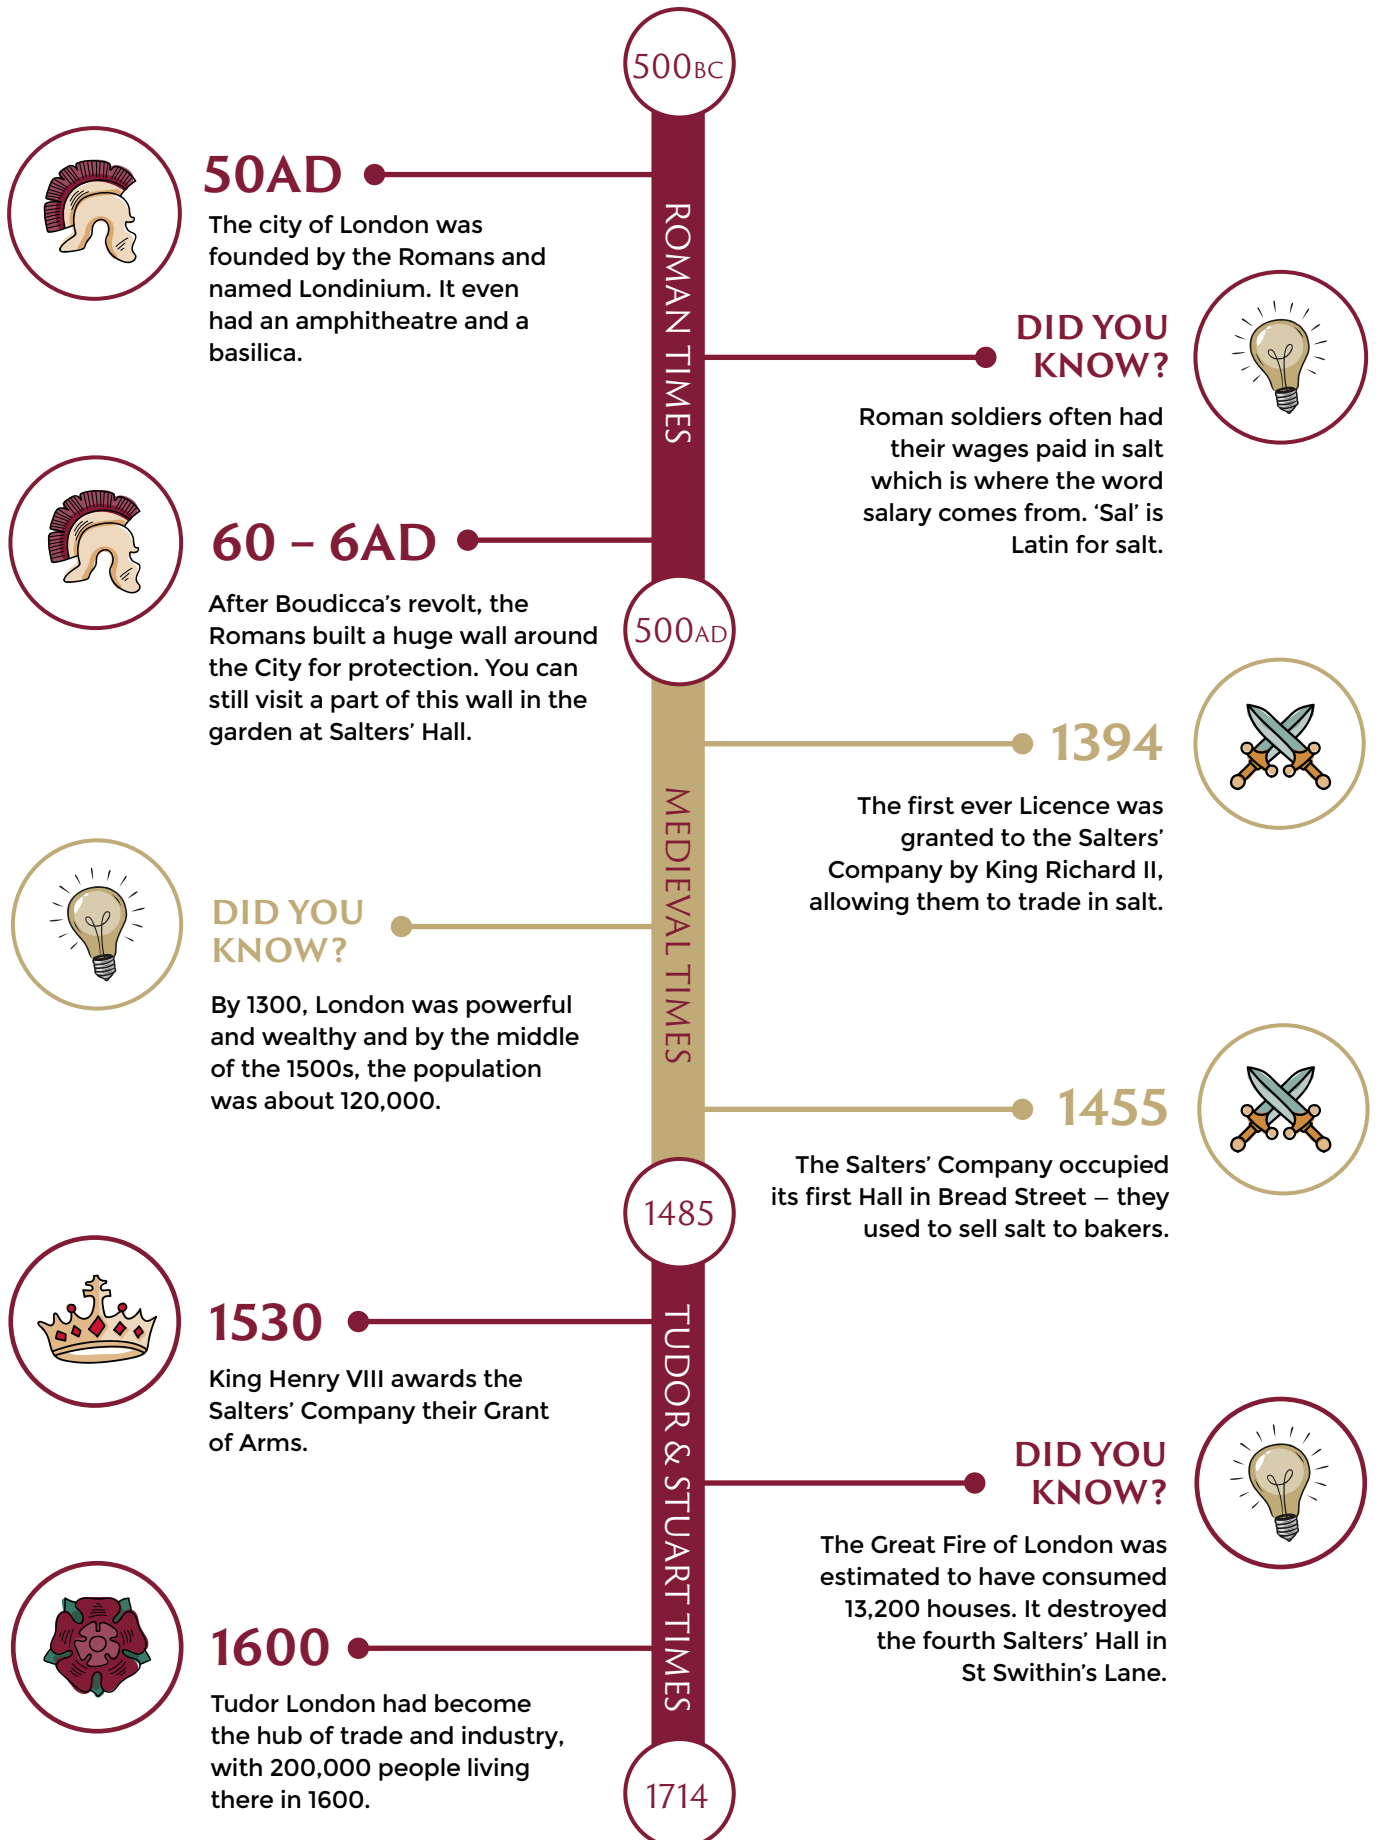 500BC
50AD
The city of London was
founded by the Romans and
named Londinium. It even
had an amphitheatre and a
basilica.
ROMAN TIMES
DID YOU
KNOW?
Roman soldiers often had
their wages paid in salt
which is where the word
salary comes from. ‘Sal’ is
Latin for salt.
60 – 6AD
After Boudicca’s revolt, the
Romans built a huge wall around
the City for protection. You can
still visit a part of this wall in the
garden at Salters’ Hall.
500AD
1394
The first ever Licence was
granted to the Salters’
Company by King Richard II,
allowing them to trade in salt.
MEDIEVAL TIMES
DID YOU
KNOW?
By 1300, London was powerful
and wealthy and by the middle
of the 1500s, the population
was about 120,000.
1455
The Salters’ Company occupied
its first Hall in Bread Street – they
used to sell salt to bakers.
1485
1530
King Henry VIII awards the
Salters’ Company their Grant
of Arms.
TUDOR & STUART TIMES
DID YOU
KNOW?
The Great Fire of London was
estimated to have consumed
13,200 houses. It destroyed
the fourth Salters’ Hall in
St Swithin’s Lane.
1600
Tudor London had become
the hub of trade and industry,
with 200,000 people living
there in 1600.
1714